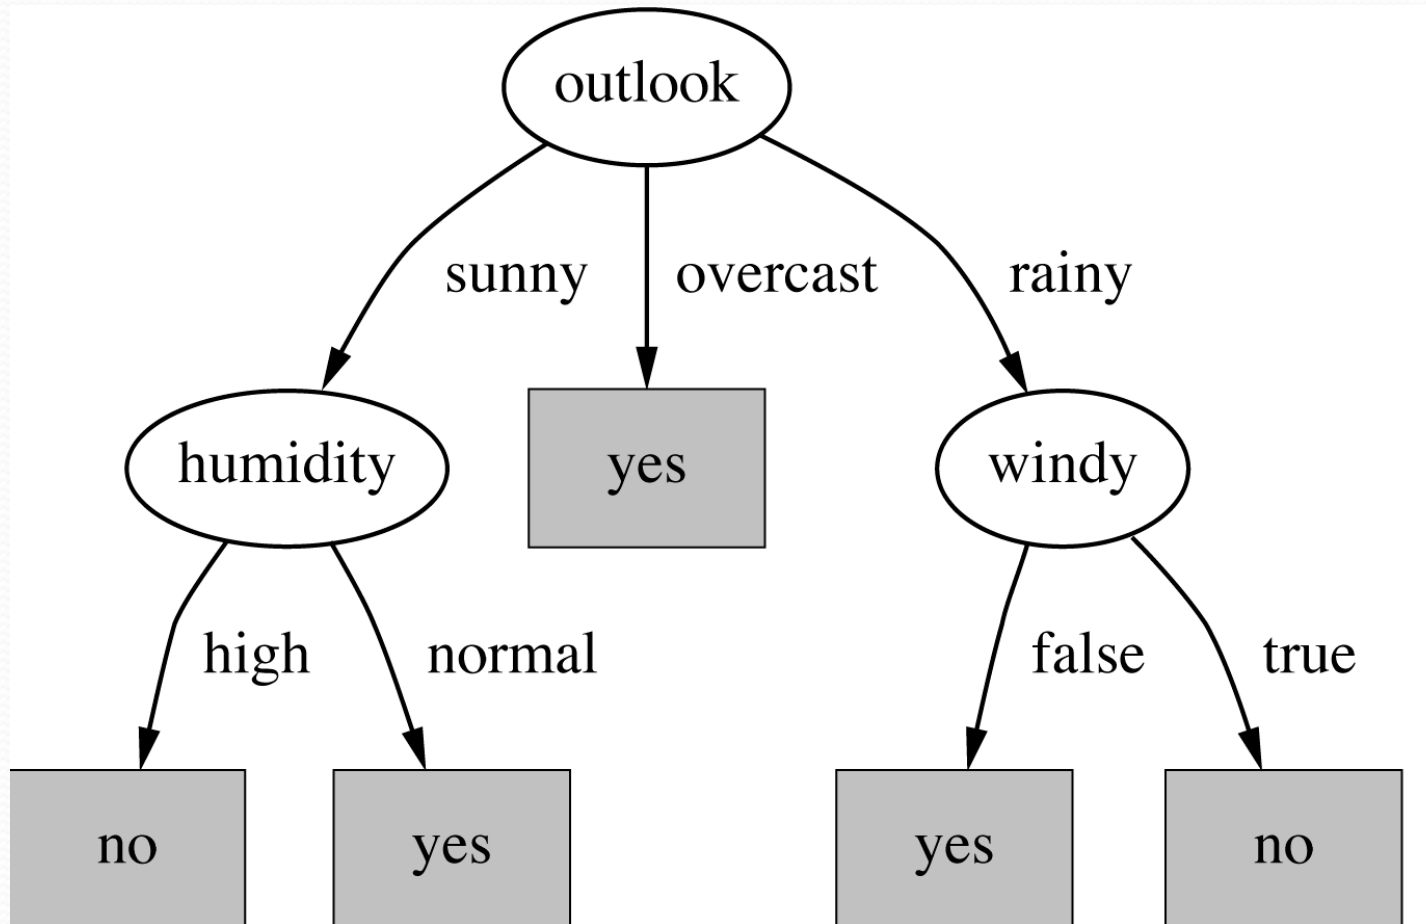 outlook
sunny overcast rainy
humidity yes windy
high normal false true
no yes yes no